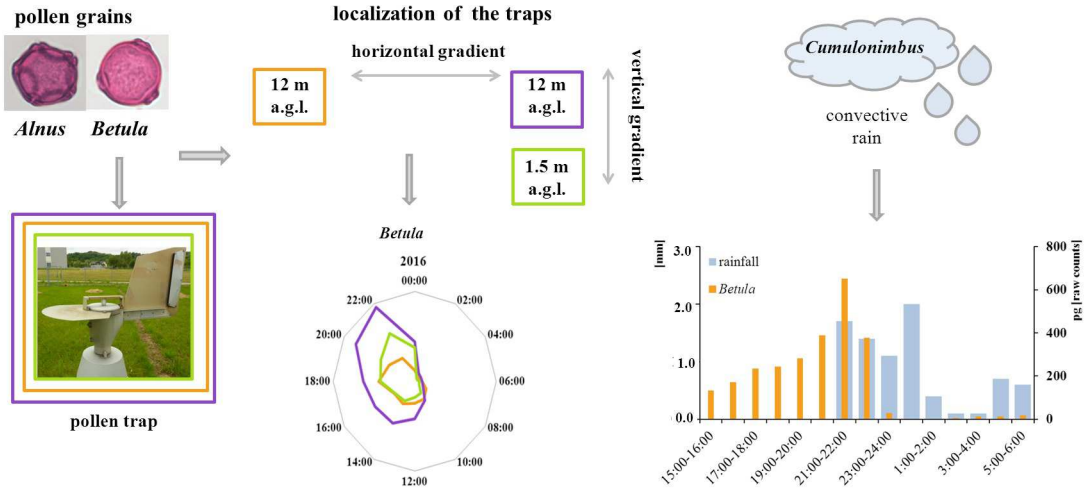 pollen grains
Alnus Betula
pollen trap
localization of the traps
horizontal gradient
12 m
a.g.l.
12 m
a.g.l.
1.5 m
a.g.l.
vertical gradient
Betula
2016
00:00
02:00
04:00
06:00
08:00
10:00
12:00
14:00
16:00
18:00
20:00
22:00
Cumulonimbus
convective
rain
[mm]
3.0
2.0
1.0
0.0
rainfall
Betula
800
600
400
200
0
pg [raw counts]
15:00-16:00
17:00-18:00
19:00-20:00
21:00-22:00
23:00-24:00
1:00-2:00
3:00-4:00
5:00-6:00